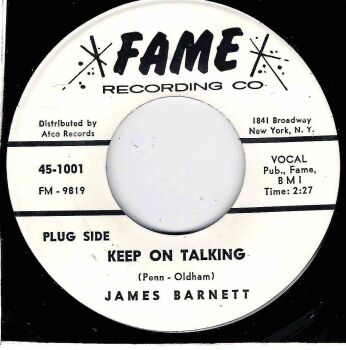 FAME
RECORDING CO.
Distributed by
Atco Records
1841 Broadway
New York, N. Y.
45-1001
FM - 9819
VOCAL
Pub., Fame,
B M I
Time: 2:27
PLUG SIDE
KEEP ON TALKING
(Penn - Oldham)
JAMES BARNETT